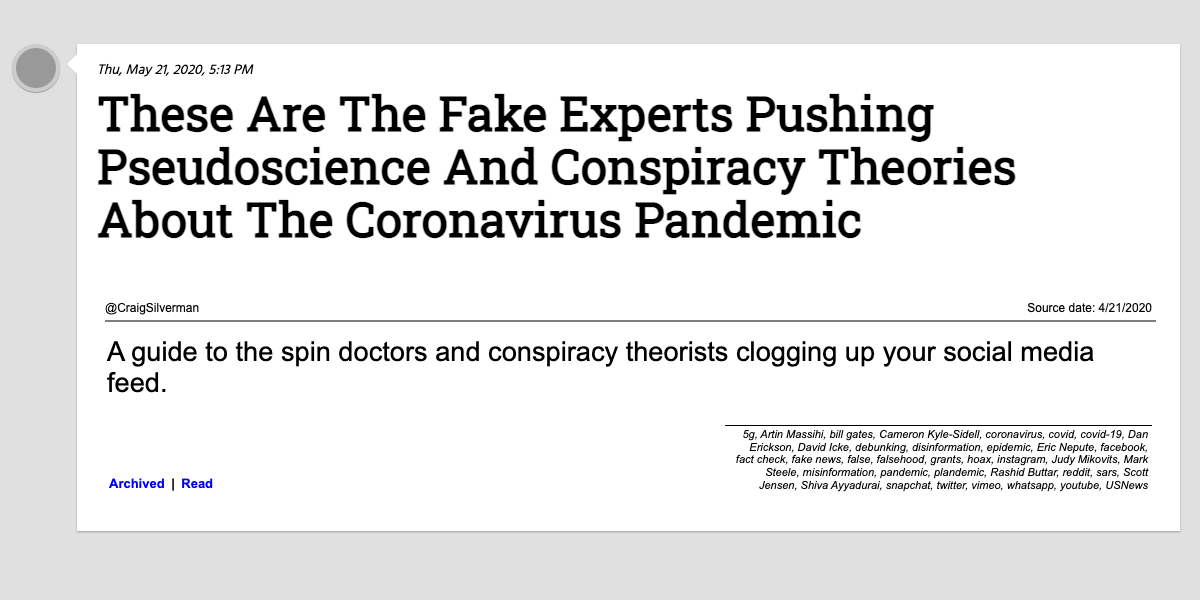 Thu, May 21, 2020, 5:13 PM
These Are The Fake Experts Pushing
Pseudoscience And Conspiracy Theories
About The Coronavirus Pandemic
@CraigSilverman
Source date: 4/21/2020
A guide to the spin doctors and conspiracy theorists clogging up your social media
feed.
5g, Artin Massihi, bill gates, Cameron Kyle-Sidell, coronavirus, covid, covid-19, Dan
Erickson, David Icke, debunking, disinformation, epidemic, Eric Nepute, facebook,
fact check, fake news, false, falsehood, grants, hoax, instagram, Judy Mikovits, Mark
Steele, misinformation, pandemic, plandemic, Rashid Buttar, reddit, sars, Scott
Jensen, Shiva Ayyadurai, snapchat, twitter, vimeo, whatsapp, youtube, USNews
Archived | Read